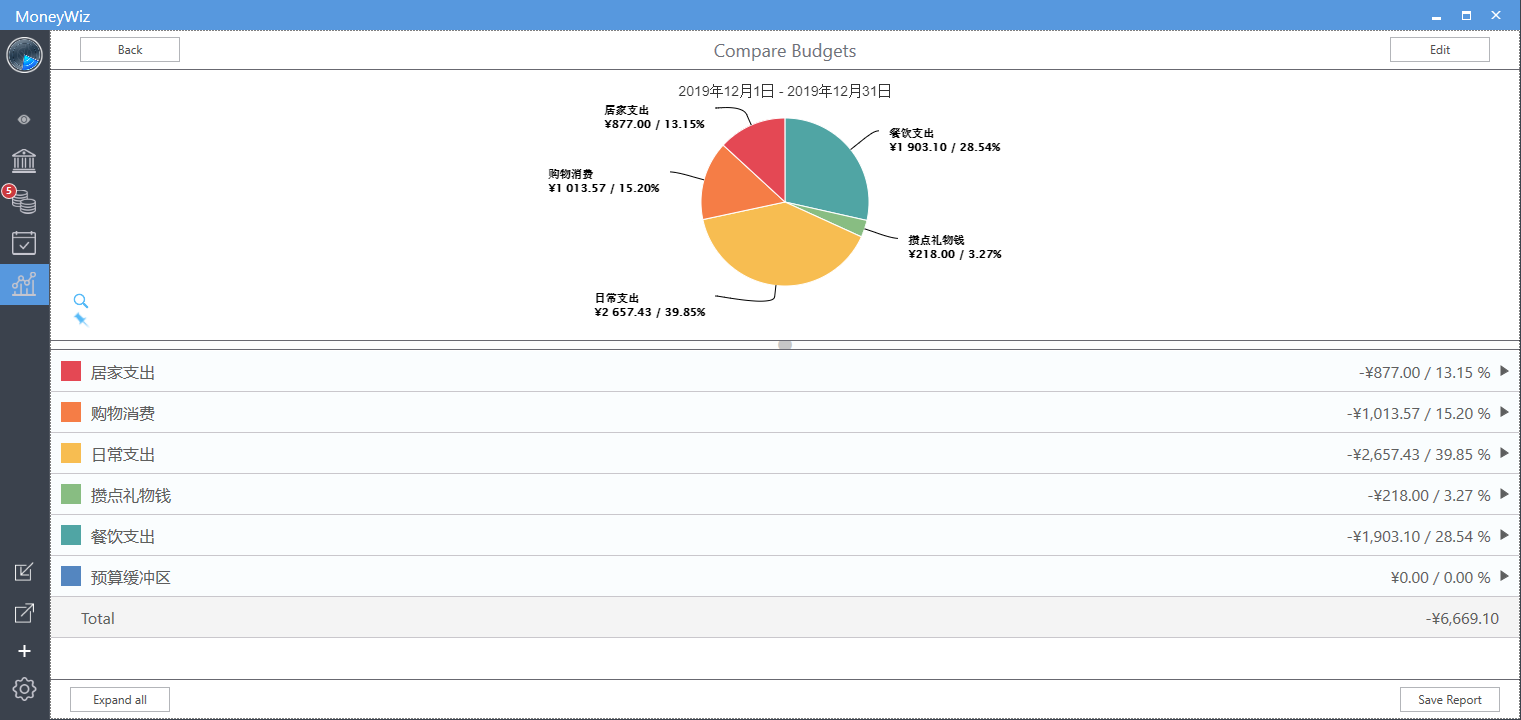 MoneyWiz
Back
Compare Budgets
Edit
2019年12月1日 - 2019年12月31日
居家支出
¥877.00 / 13.15%
餐饮支出
¥1 903.10 / 28.54%
购物消费
¥1 013.57 / 15.20%
攒点礼物钱
¥218.00 / 3.27%
日常支出
¥2 657.43 / 39.85%
5
居家支出 -¥877.00 / 13.15 %
购物消费 -¥1,013.57 / 15.20 %
日常支出 -¥2,657.43 / 39.85 %
攒点礼物钱 -¥218.00 / 3.27 %
餐饮支出 -¥1,903.10 / 28.54 %
预算缓冲区 ¥0.00 / 0.00 %
Total -¥6,669.10
Expand all
Save Report